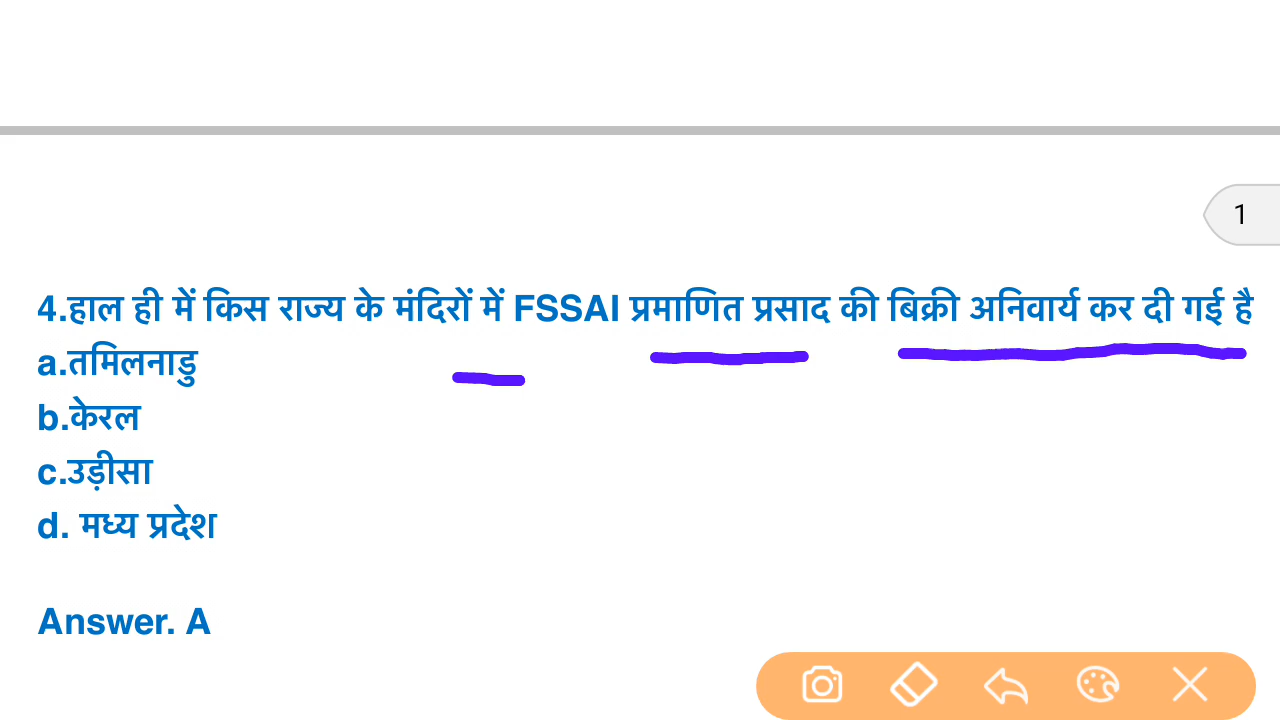 1
4.हाल ही में किस राज्य के मंदिरों में FSSAI प्रमाणित प्रसाद की बिक्री अनिवार्य कर दी गई है
a.तमिलनाडु
b.केरल
c.उड़ीसा
d. मध्य प्रदेश
Answer. A